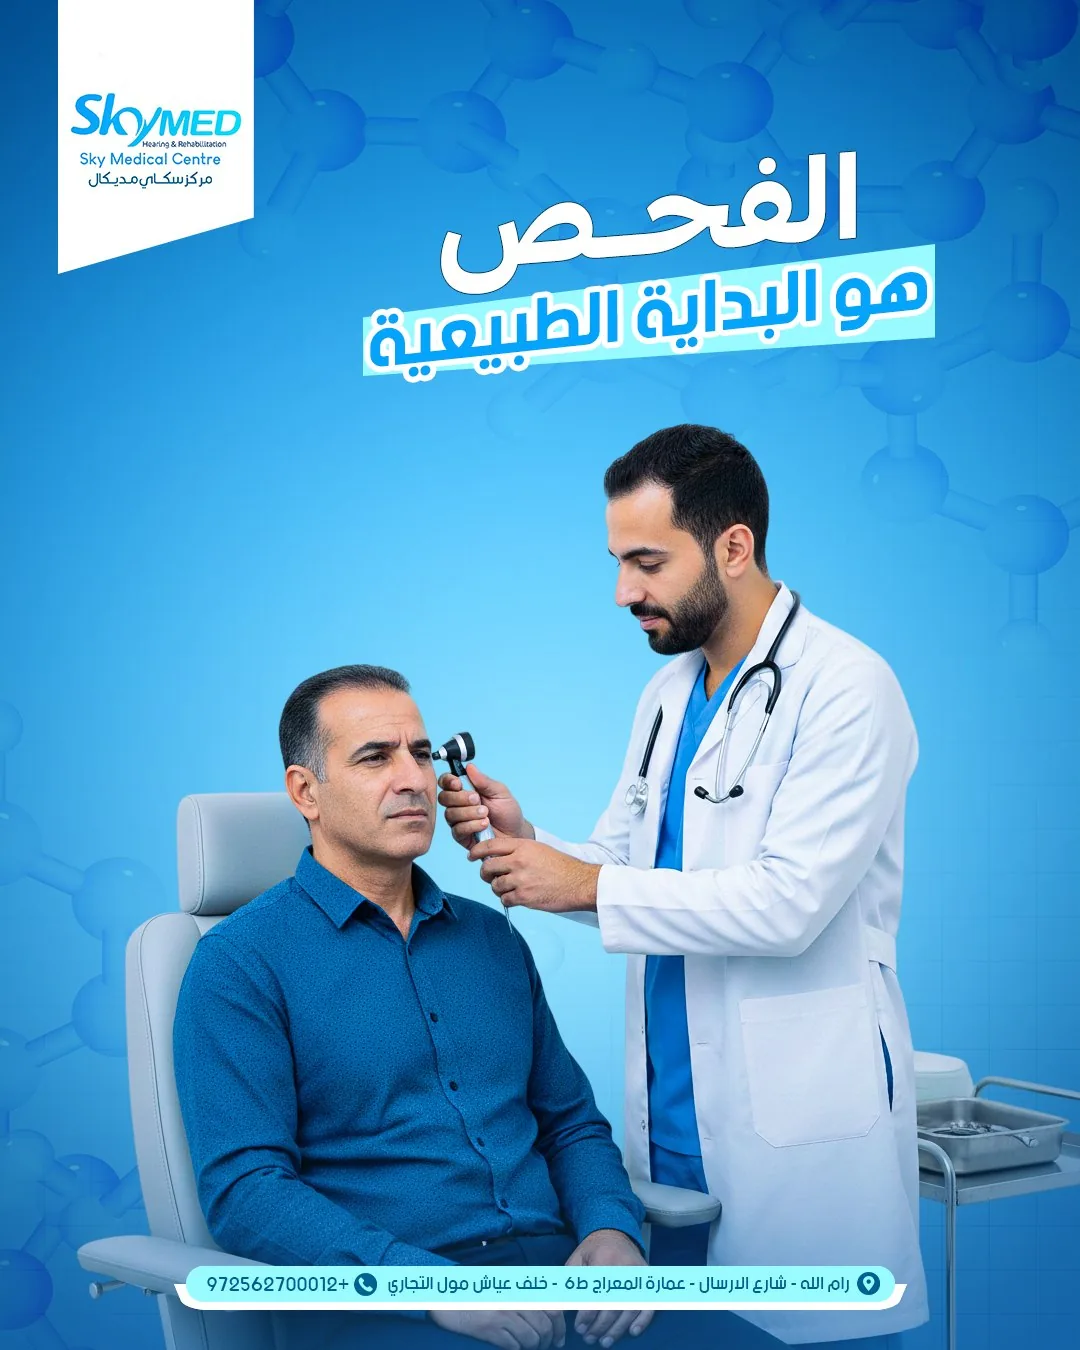 SkyMED
Hearing & Rehabilitation
Sky Medical Centre
مركز سكاي مديكال
الفحص
هو البداية الطبيعية
رام الله - شارع الارسال - عمارة المعراج ط6 - خلف عياش مول التجاري
+972562700012